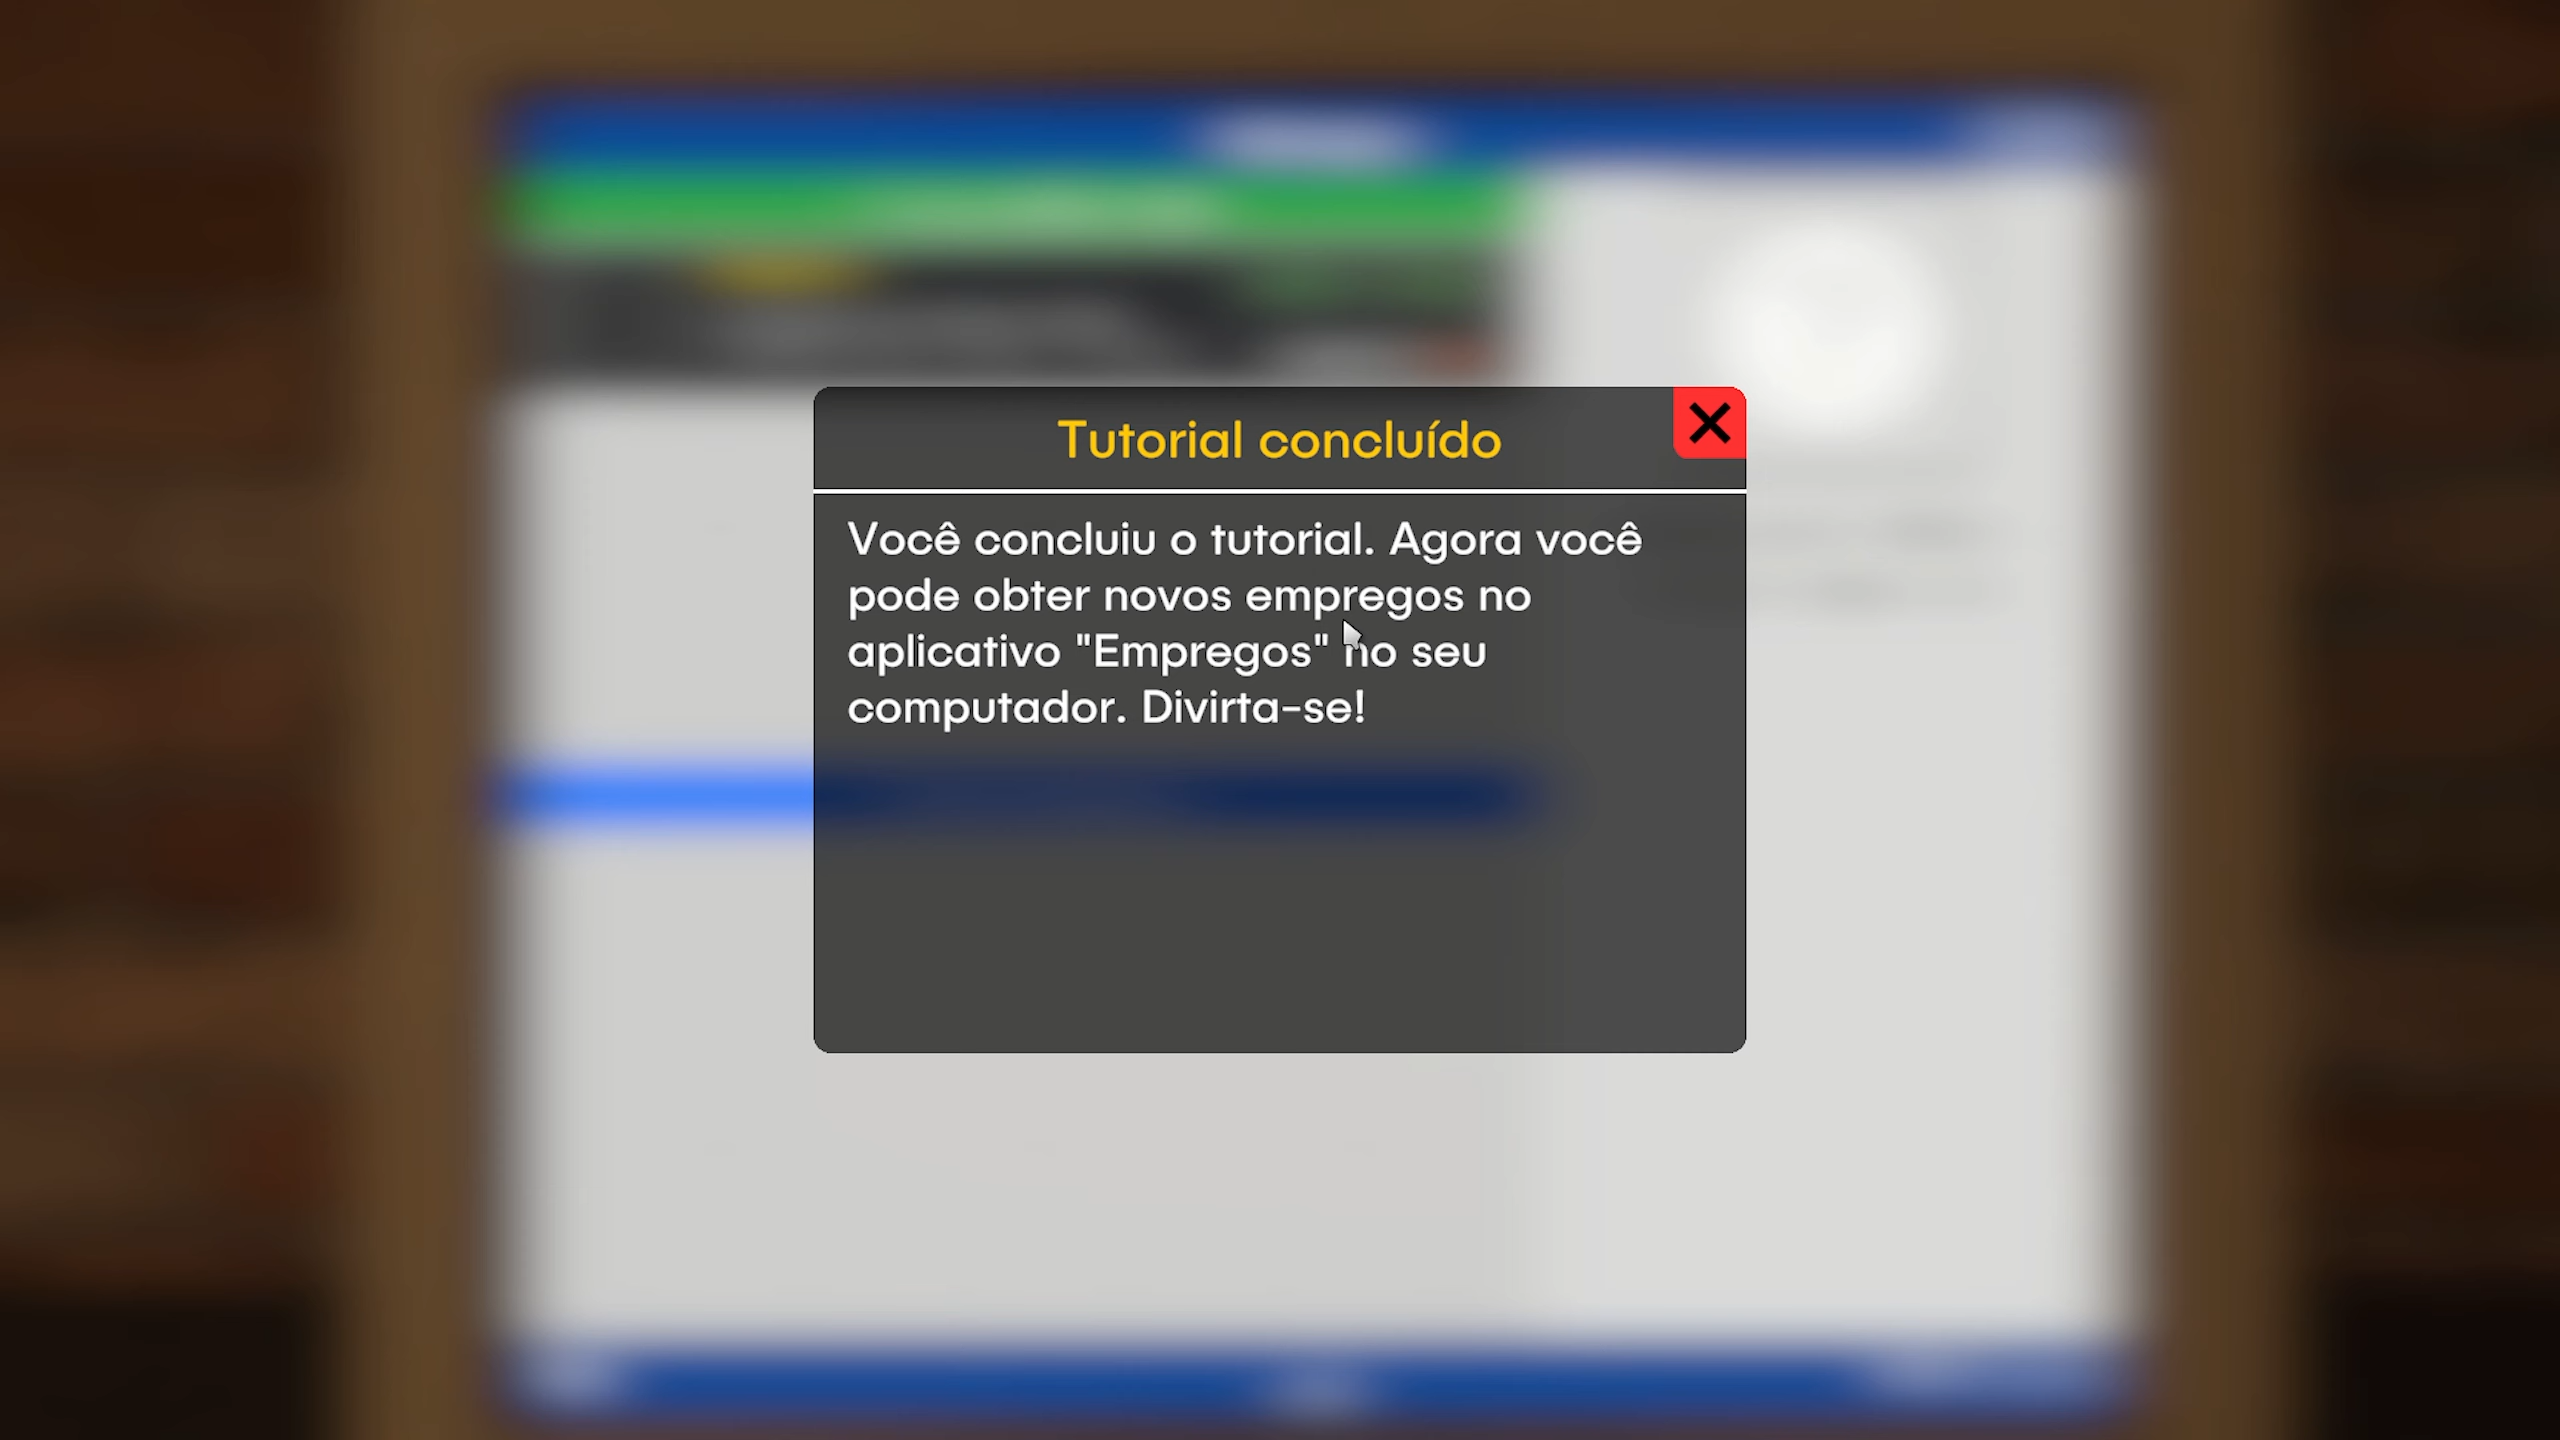 Tutorial concluído
Você concluiu o tutorial. Agora você
pode obter novos empregos no
aplicativo "Empregos" no seu
computador. Divirta-se!